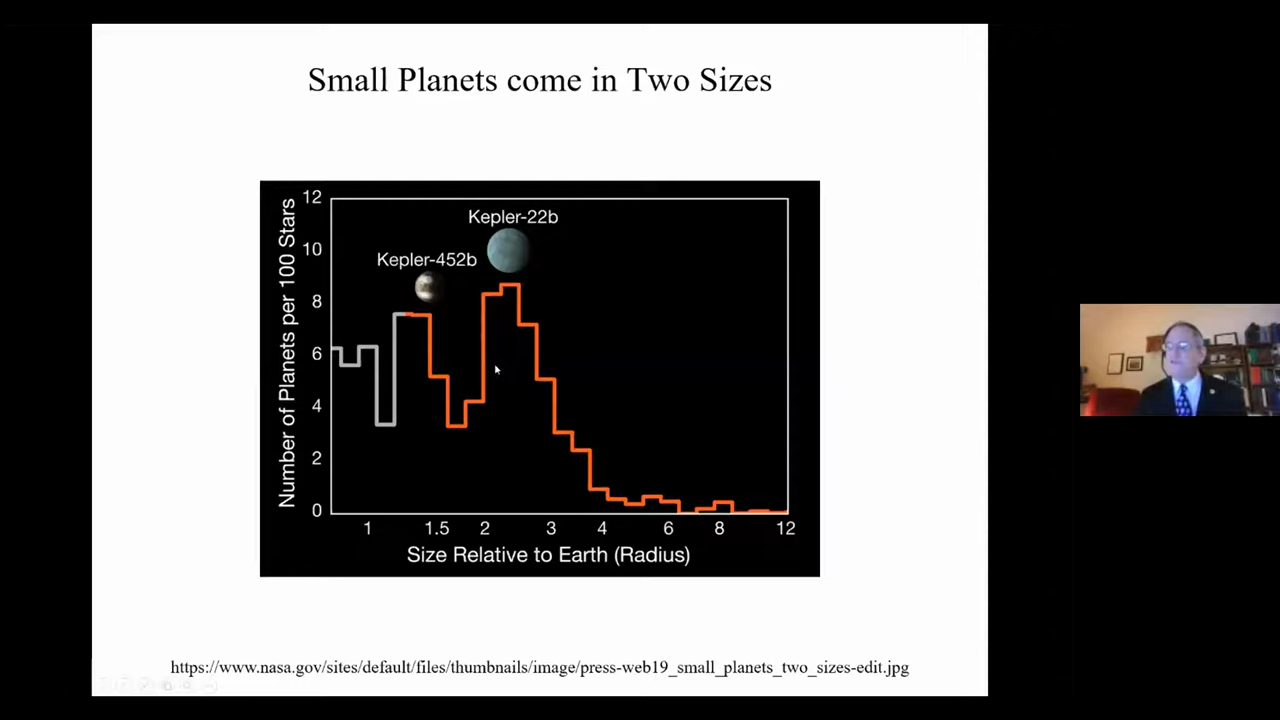 Small Planets come in Two Sizes
Number of Planets per 100 Stars
12
10
8
6
4
2
0
Kepler-22b
Kepler-452b
1 1.5 2 3 4 6 8 12
Size Relative to Earth (Radius)
https://www.nasa.gov/sites/default/files/thumbnails/image/press-web19_small_planets_two_sizes-edit.jpg